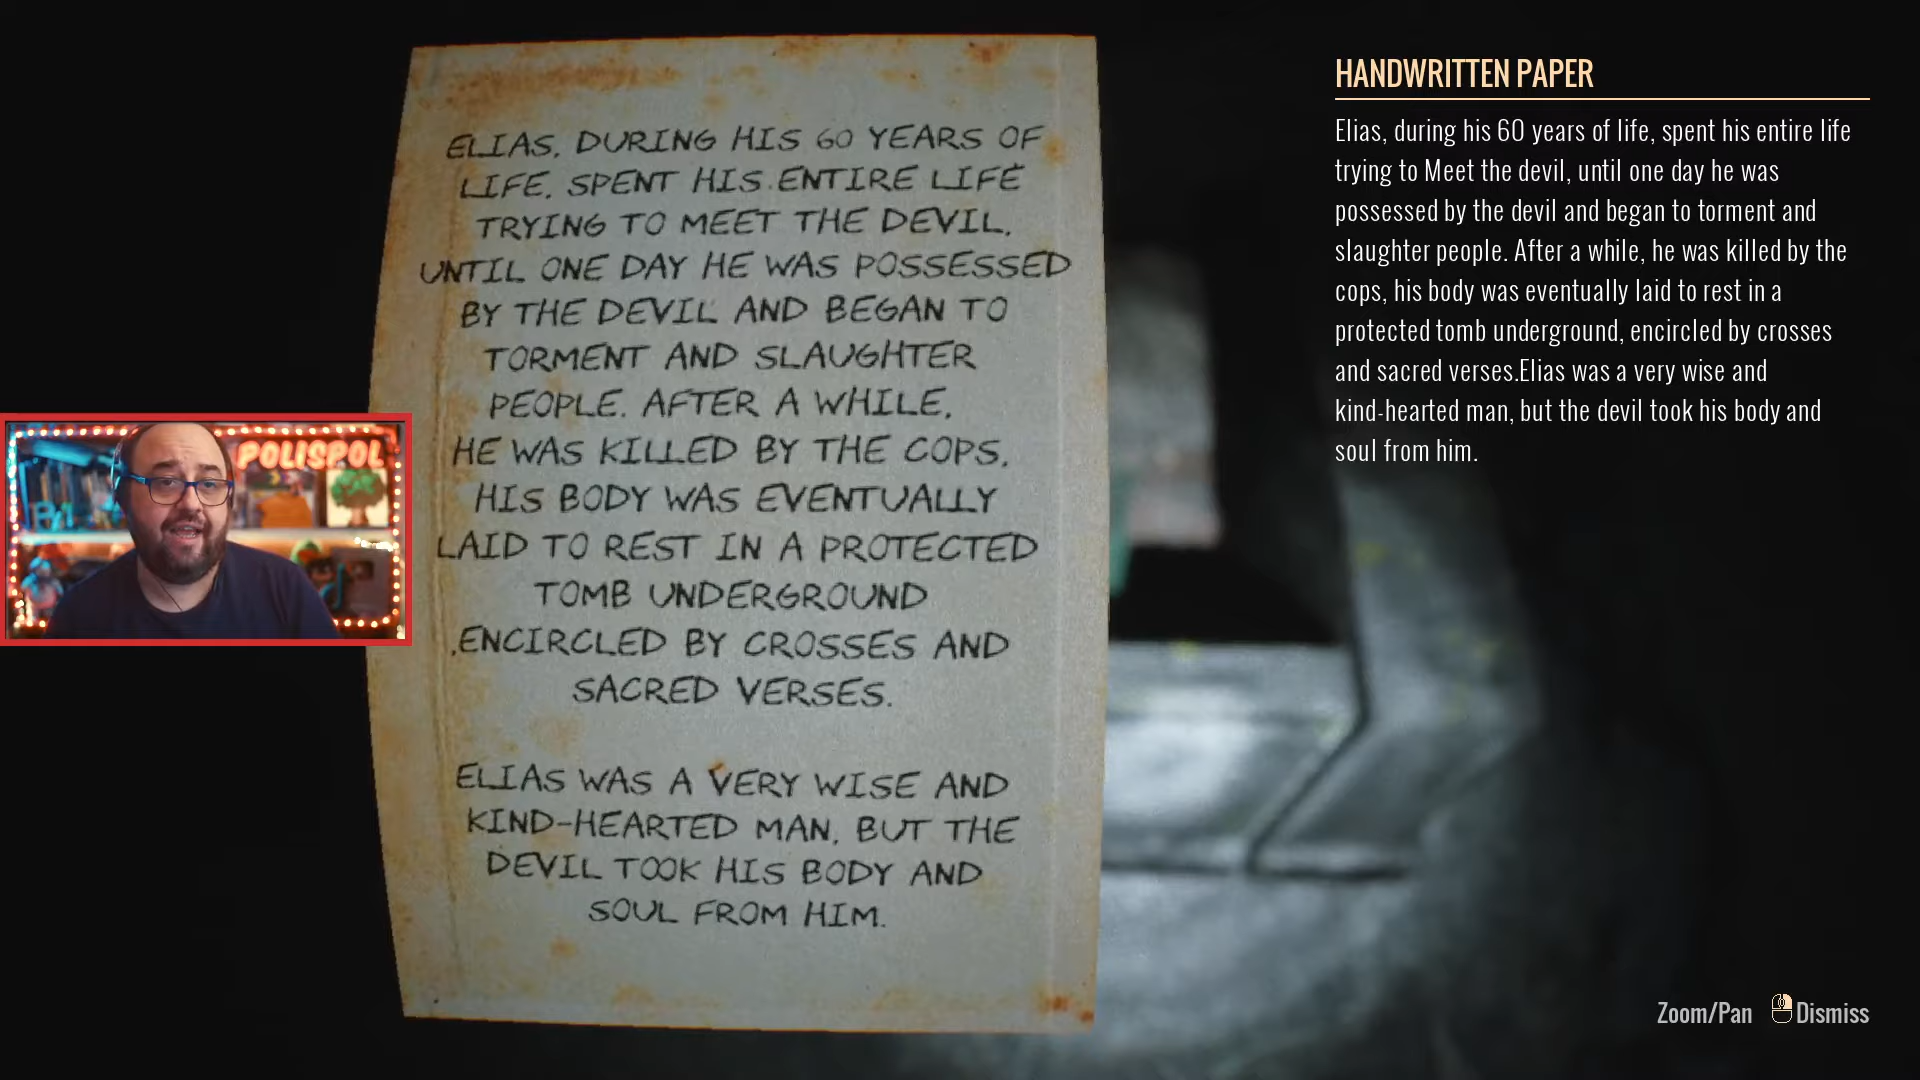 ELIAS, DURING HIS 60 YEARS OF
LIFE, SPENT HIS ENTIRE LIFE
TRYING TO MEET THE DEVIL,
UNTIL ONE DAY HE WAS POSSESSED
BY THE DEVIL AND BEGAN TO
TORMENT AND SLAUGHTER
PEOPLE. AFTER A WHILE,
HE WAS KILLED BY THE COPS,
HIS BODY WAS EVENTUALLY
LAID TO REST IN A PROTECTED
TOMB UNDERGROUND
,ENCIRCLED BY CROSSES AND
SACRED VERSES.
ELIAS WAS A VERY WISE AND
KIND-HEARTED MAN, BUT THE
DEVIL TOOK HIS BODY AND
SOUL FROM HIM.
POLISPOL
HANDWRITTEN PAPER
Elias, during his 60 years of life, spent his entire life
trying to Meet the devil, until one day he was
possessed by the devil and began to torment and
slaughter people. After a while, he was killed by the
cops, his body was eventually laid to rest in a
protected tomb underground, encircled by crosses
and sacred verses.Elias was a very wise and
kind-hearted man, but the devil took his body and
soul from him.
Zoom/Pan Dismiss